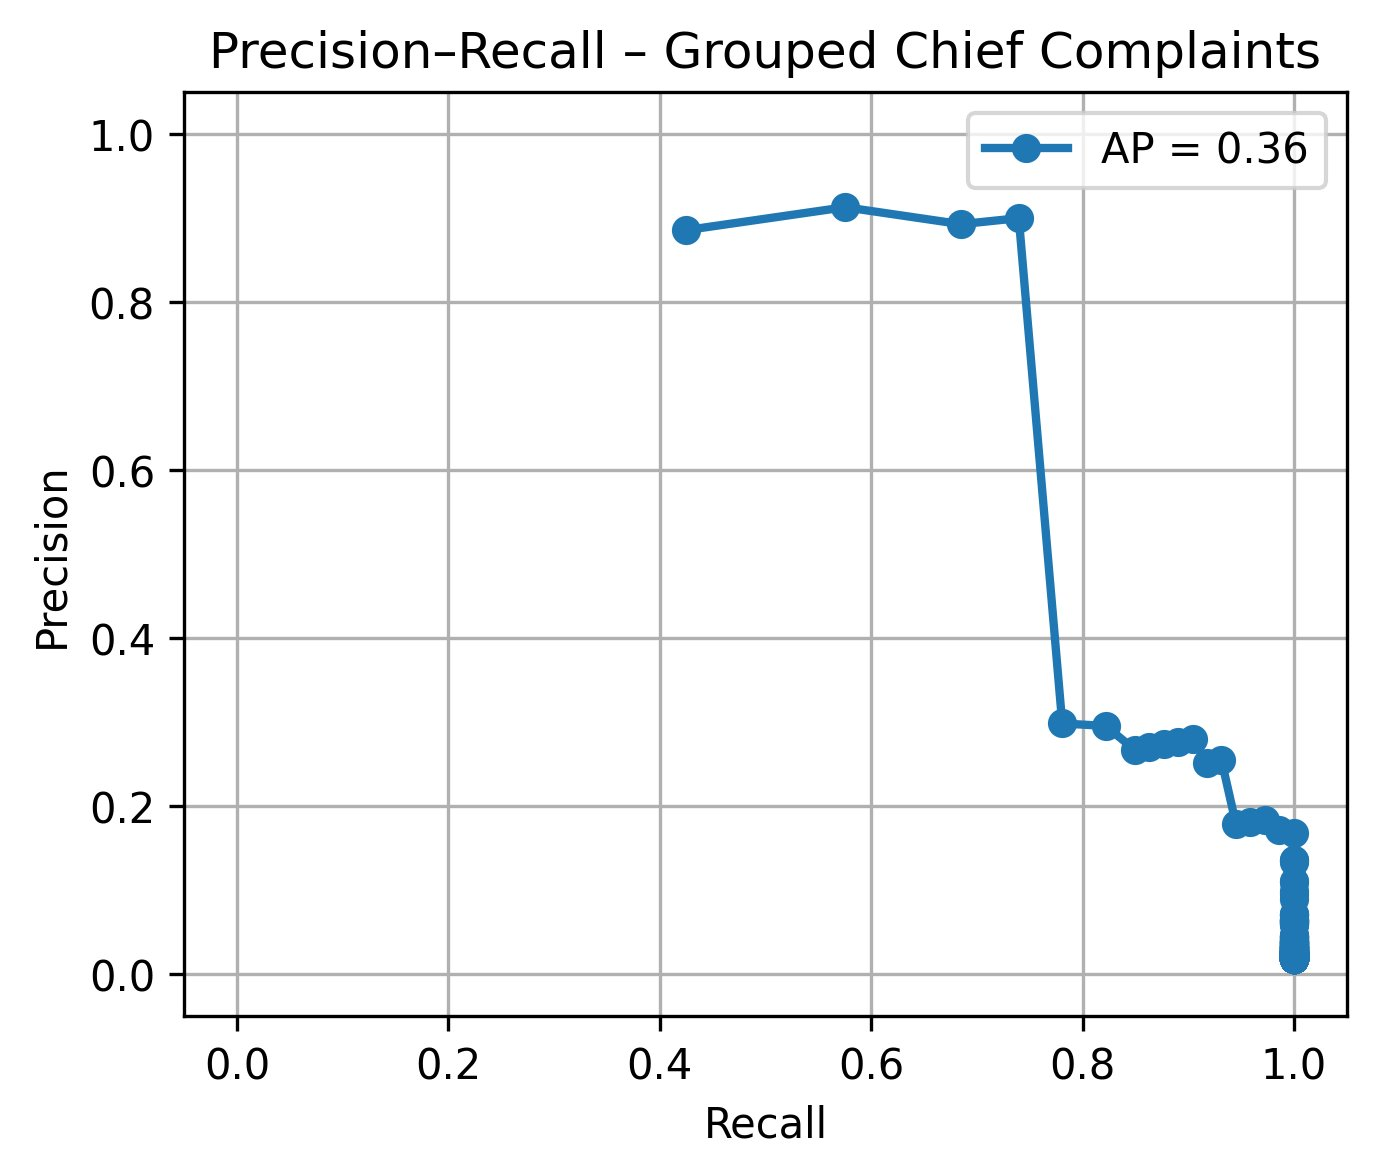 Precision–Recall – Grouped Chief Complaints
AP = 0.36
1.0
0.8
0.6
0.4
0.2
0.0
Precision
0.0 0.2 0.4 0.6 0.8 1.0
Recall